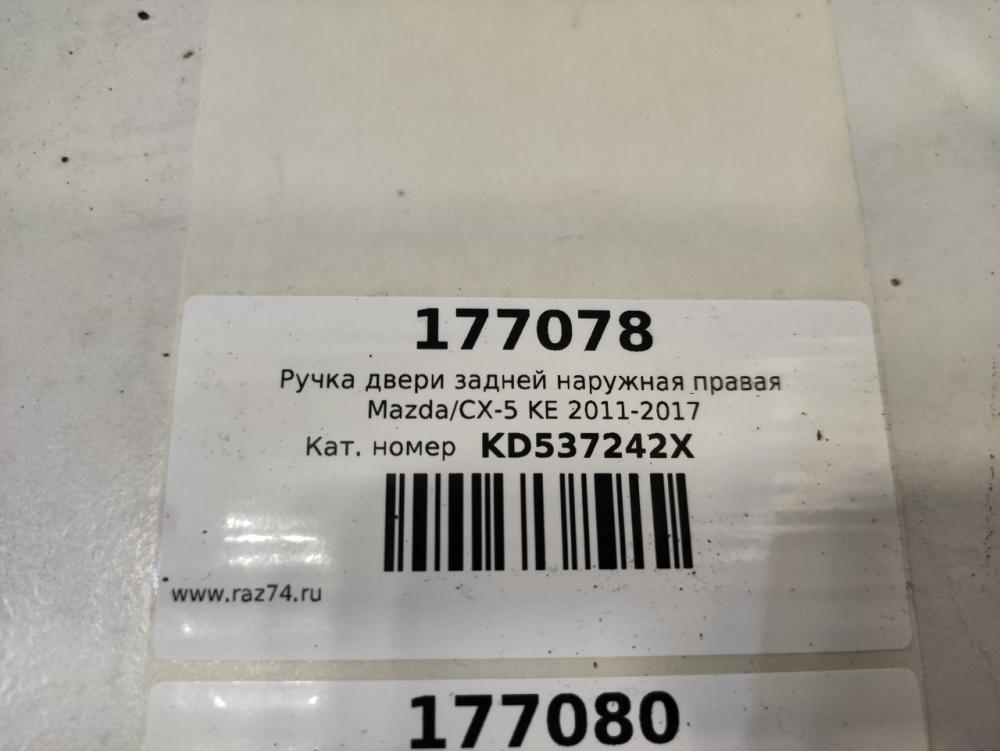 177078
Ручка двери задней наружная правая
Mazda/CX-5 KE 2011-2017
Кат. номер KD537242X
www.raz74.ru
177080